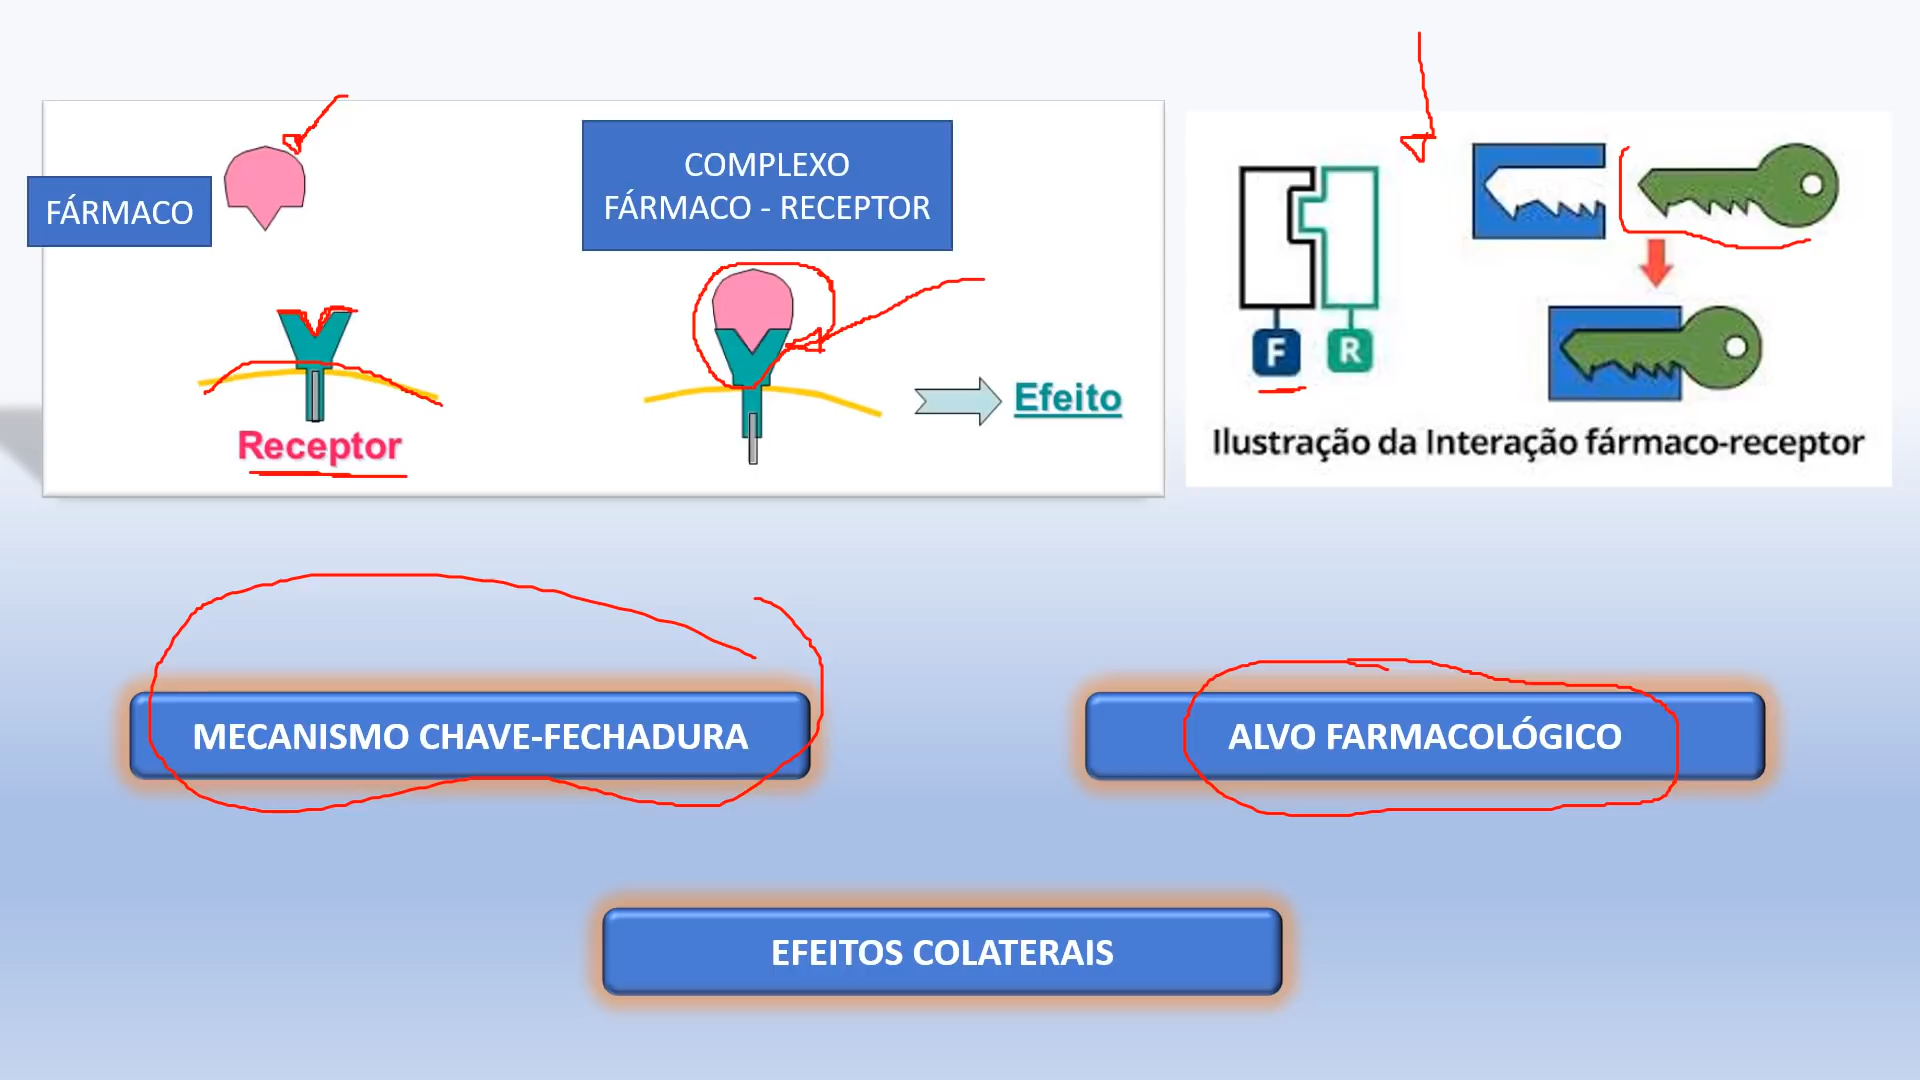 FÁRMACO
Receptor
COMPLEXO
FÁRMACO - RECEPTOR
Efeito
F
R
Ilustração da Interação fármaco-receptor
MECANISMO CHAVE-FECHADURA
ALVO FARMACOLÓGICO
EFEITOS COLATERAIS